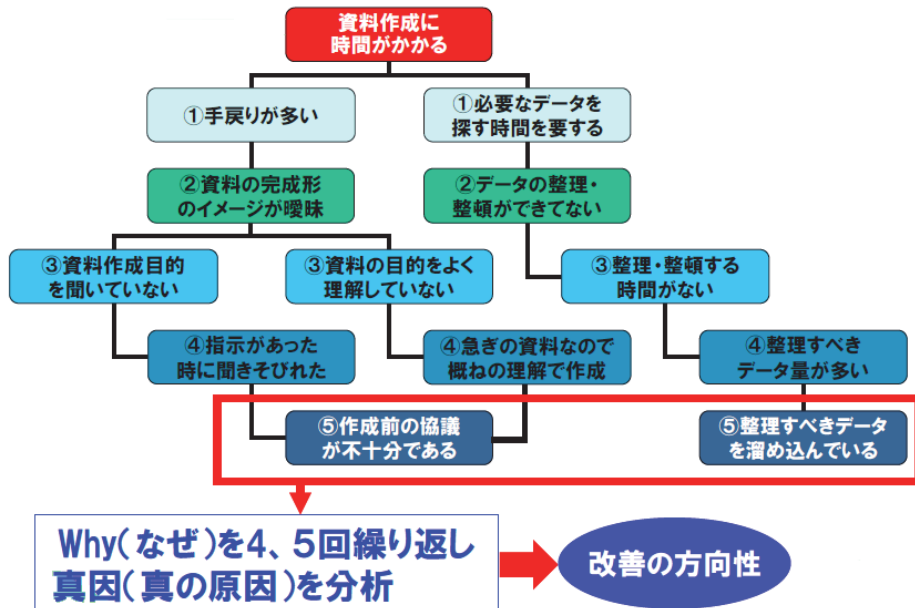 資料作成に
時間がかかる
①手戻りが多い
①必要なデータを
探す時間を要する
②資料の完成形
のイメージが曖昧
②データの整理・
整頓ができてない
③資料作成目的
を聞いていない
③資料の目的をよく
理解していない
③整理・整頓する
時間がない
④指示があった
時に聞きそびれた
④急ぎの資料なので
概ねの理解で作成
④整理すべき
データ量が多い
⑤作成前の協議
が不十分である
⑤整理すべきデータ
を溜め込んでいる
Why(なぜ)を4、5回繰り返し
真因(真の原因)を分析
改善の方向性